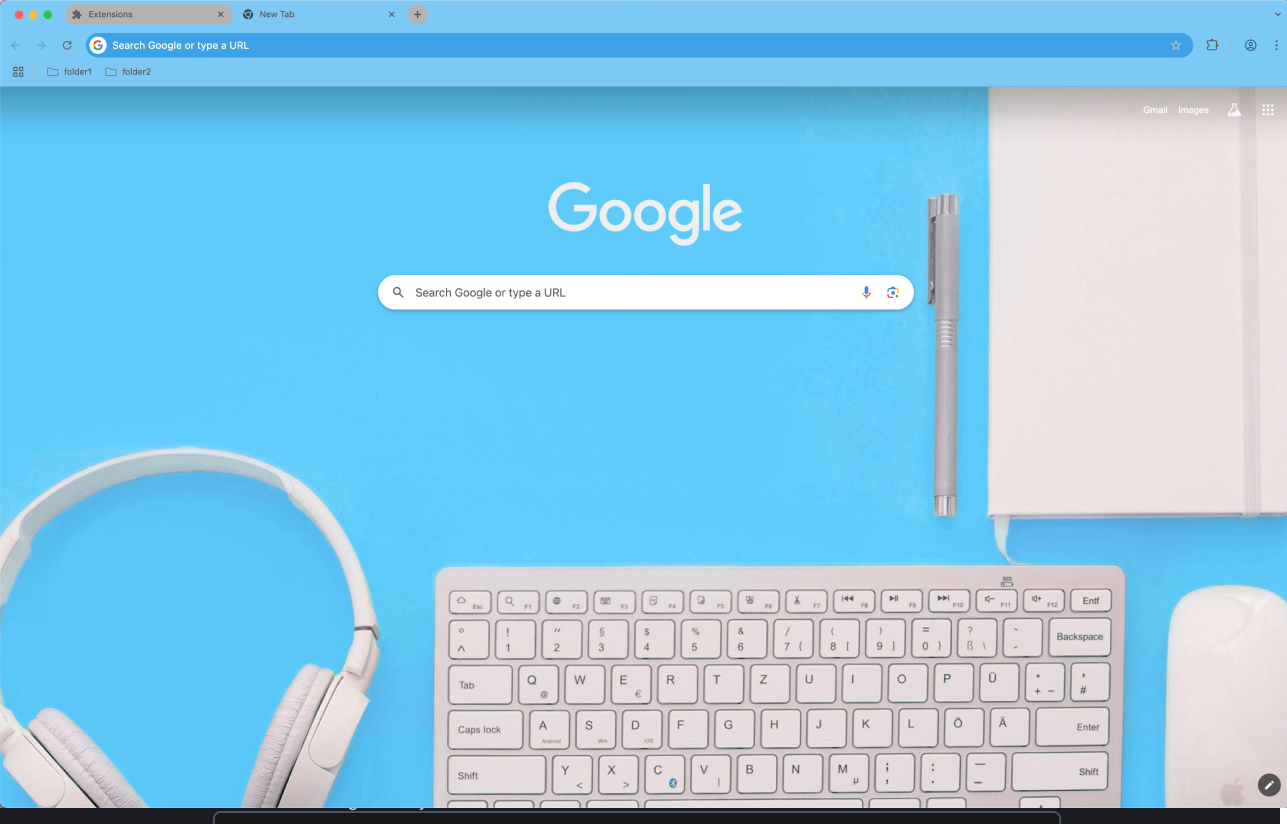 Extensions
New Tab
Search Google or type a URL
folder1
folder2
Gmail
Images
Google
Search Google or type a URL
Esc F1 F2 F3 F4 F5 F6 F7 F8 F9 F10 F11 F12 Entf
° ^ ! 1 " 2 § 3 $ 4 % 5 & 6 / 7 { ( 8 [ ) 9 ] = 0 } ? ß \ Backspace
Tab Q @ W E € R T Z U I O P Ü * + ~ ' #
Caps lock A Android S Win D iOS F G H J K L Ö Ä Enter
Shift Y < X > C V | B N M µ ; , : . — – Shift